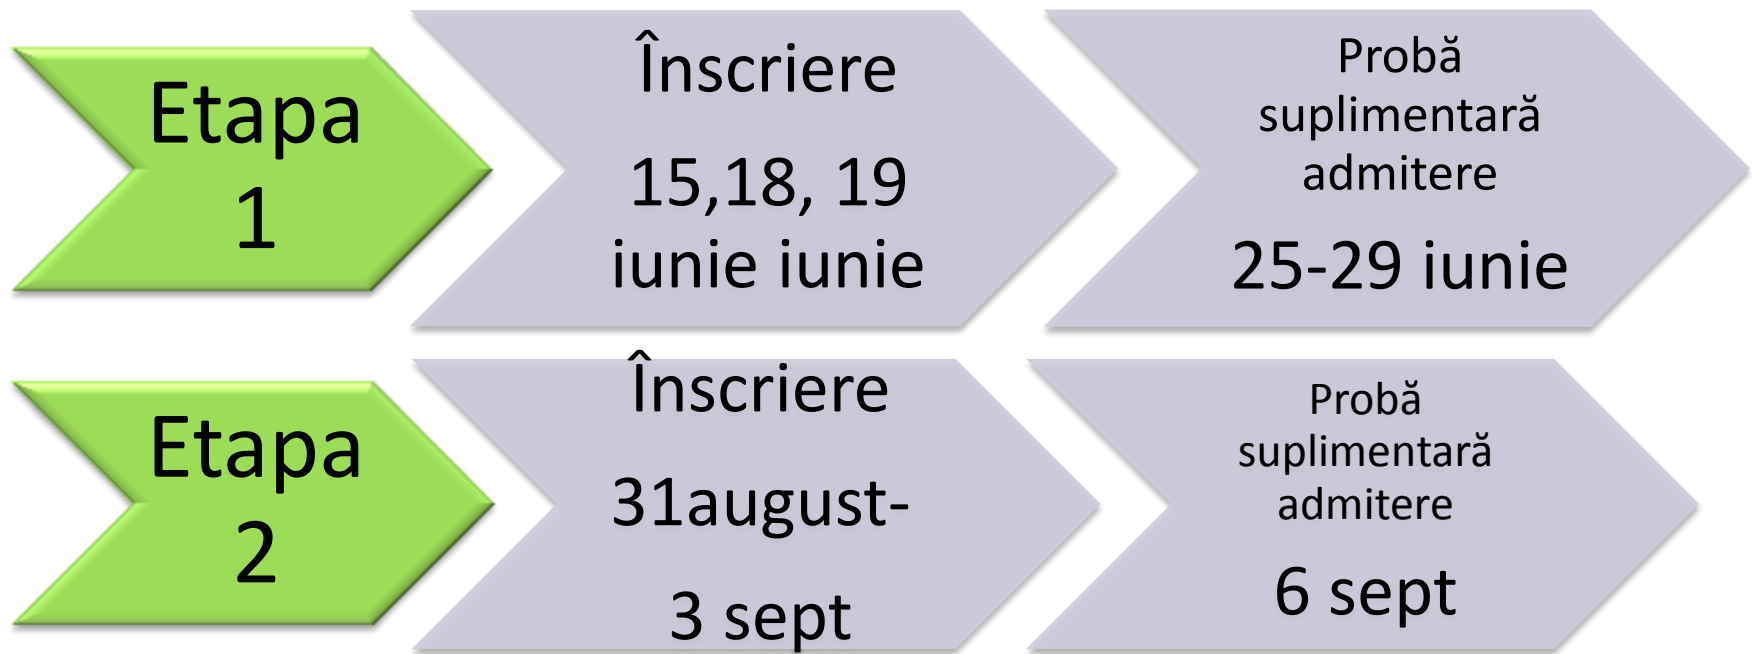 Etapa
1
Înscriere
15,18, 19
iunie iunie
Probă
suplimentară
admitere
25-29 iunie
Etapa
2
Înscriere
31august-
3 sept
Probă
suplimentară
admitere
6 sept